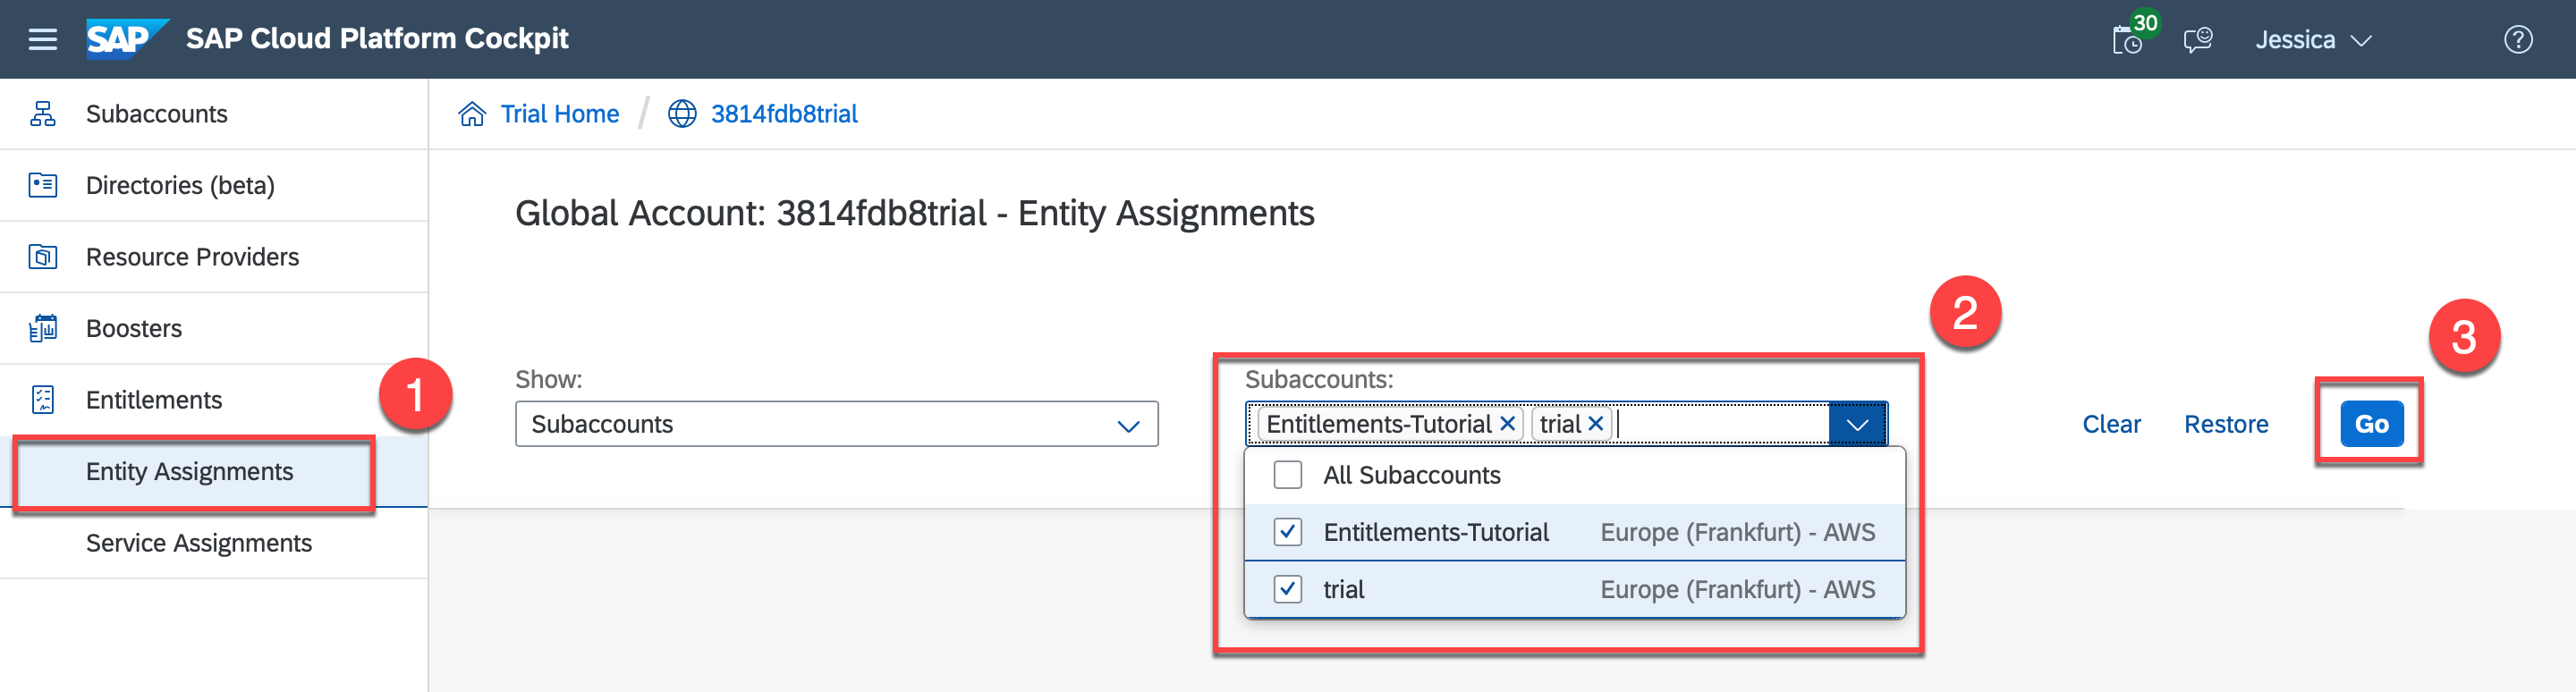 SAP SAP Cloud Platform Cockpit 30 Jessica ?
Subaccounts
Directories (beta)
Resource Providers
Boosters
Entitlements
Entity Assignments
Service Assignments
Trial Home / 3814fdb8trial
Global Account: 3814fdb8trial - Entity Assignments
1
2
3
Show:
Subaccounts
Subaccounts:
Entitlements-Tutorial trial
All Subaccounts
Entitlements-Tutorial Europe (Frankfurt) - AWS
trial Europe (Frankfurt) - AWS
Clear Restore Go